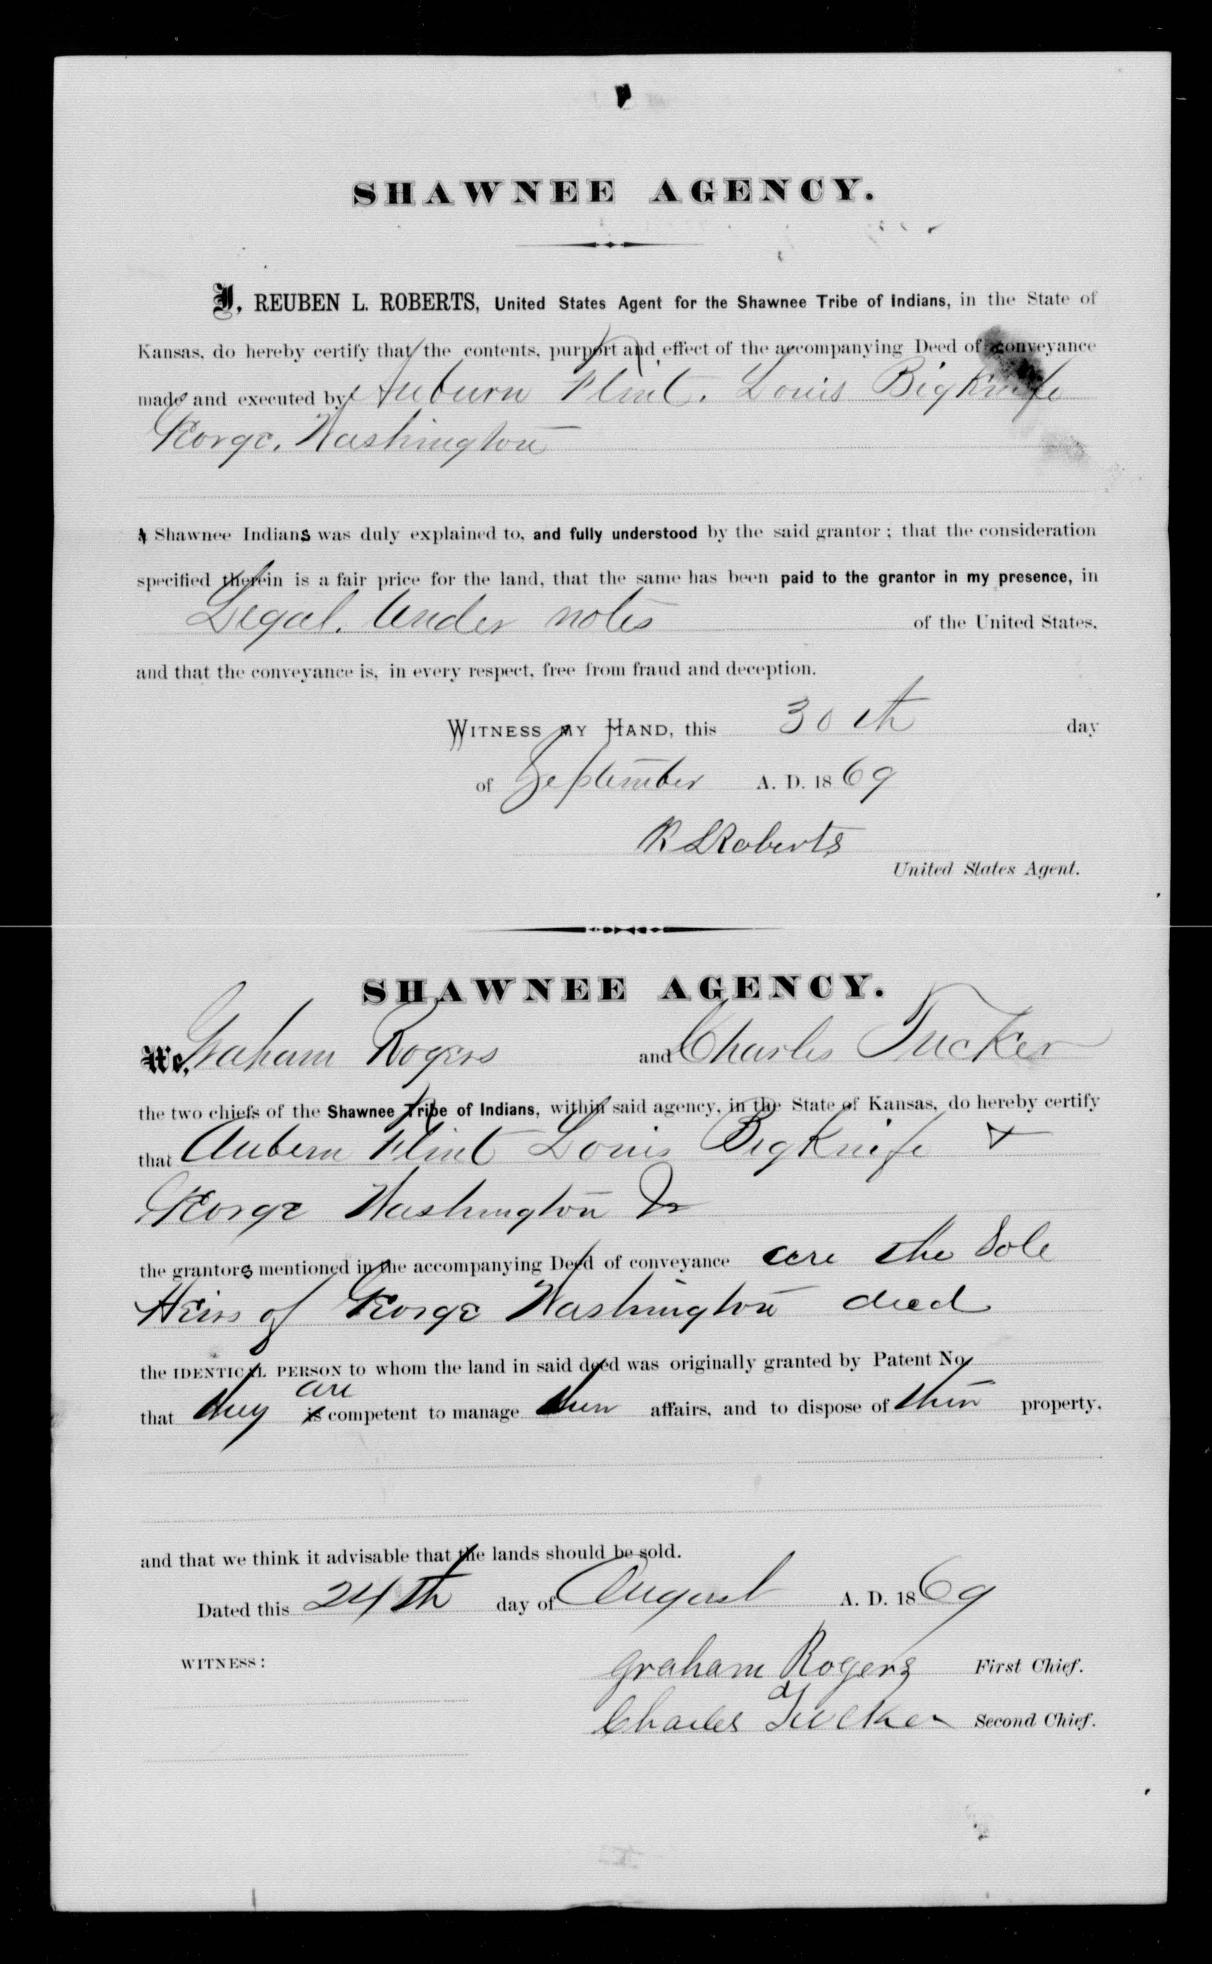 SHAWNEE AGENCY.
I, REUBEN L. ROBERTS, United States Agent for the Shawnee Tribe of Indians, in the State of
Kansas, do hereby certify that the contents, purport and effect of the accompanying Deed of conveyance
made and executed by Auburn Flint. Louis Bigknife
George. Washington
A Shawnee Indians was duly explained to, and fully understood by the said grantor; that the consideration
specified therein is a fair price for the land, that the same has been paid to the grantor in my presence, in
Legal. Tender notes of the United States,
and that the conveyance is, in every respect, free from fraud and deception.
WITNESS MY HAND, this 30th day
of September A. D. 1869
R L Roberts
United States Agent.
SHAWNEE AGENCY.
We, Graham Rogers and Charles Tucker
the two chiefs of the Shawnee Tribe of Indians, within said agency, in the State of Kansas, do hereby certify
that Auburn Flint Louis Bigknife &
George Washington Jr
the grantors mentioned in the accompanying Deed of conveyance are the Sole
Heirs of George Washington decd
the IDENTICAL PERSON to whom the land in said deed was originally granted by Patent No
that they are is competent to manage their affairs, and to dispose of their property.
and that we think it advisable that the lands should be sold.
Dated this 24th day of August A. D. 1869
WITNESS:
Graham Rogers First Chief.
Charles Tucker Second Chief.